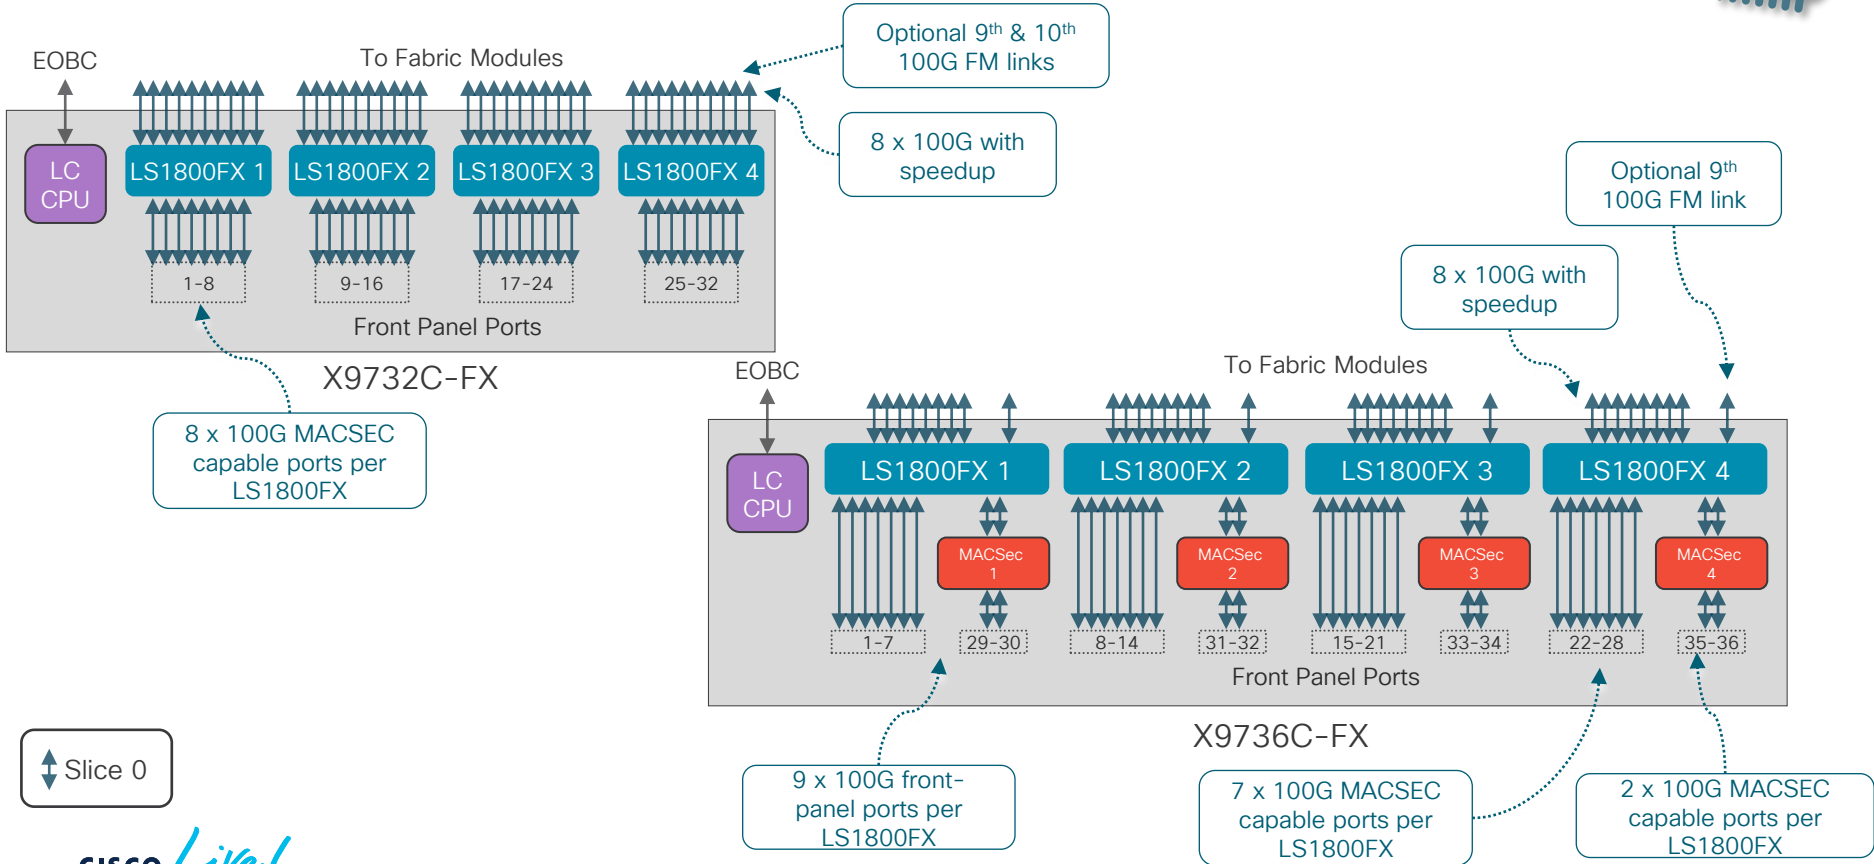 EOBC
To Fabric Modules
Optional 9th & 10th
100G FM links
8 x 100G with
speedup
LC
CPU
LS1800FX 1
LS1800FX 2
LS1800FX 3
LS1800FX 4
1-8
9-16
17-24
25-32
Front Panel Ports
X9732C-FX
8 x 100G MACSEC
capable ports per
LS1800FX
Optional 9th
100G FM link
8 x 100G with
speedup
EOBC
To Fabric Modules
LC
CPU
LS1800FX 1
LS1800FX 2
LS1800FX 3
LS1800FX 4
MACSec
1
MACSec
2
MACSec
3
MACSec
4
1-7
29-30
8-14
31-32
15-21
33-34
22-28
35-36
Front Panel Ports
X9736C-FX
9 x 100G front-
panel ports per
LS1800FX
7 x 100G MACSEC
capable ports per
LS1800FX
2 x 100G MACSEC
capable ports per
LS1800FX
Slice 0
CISCO Live!